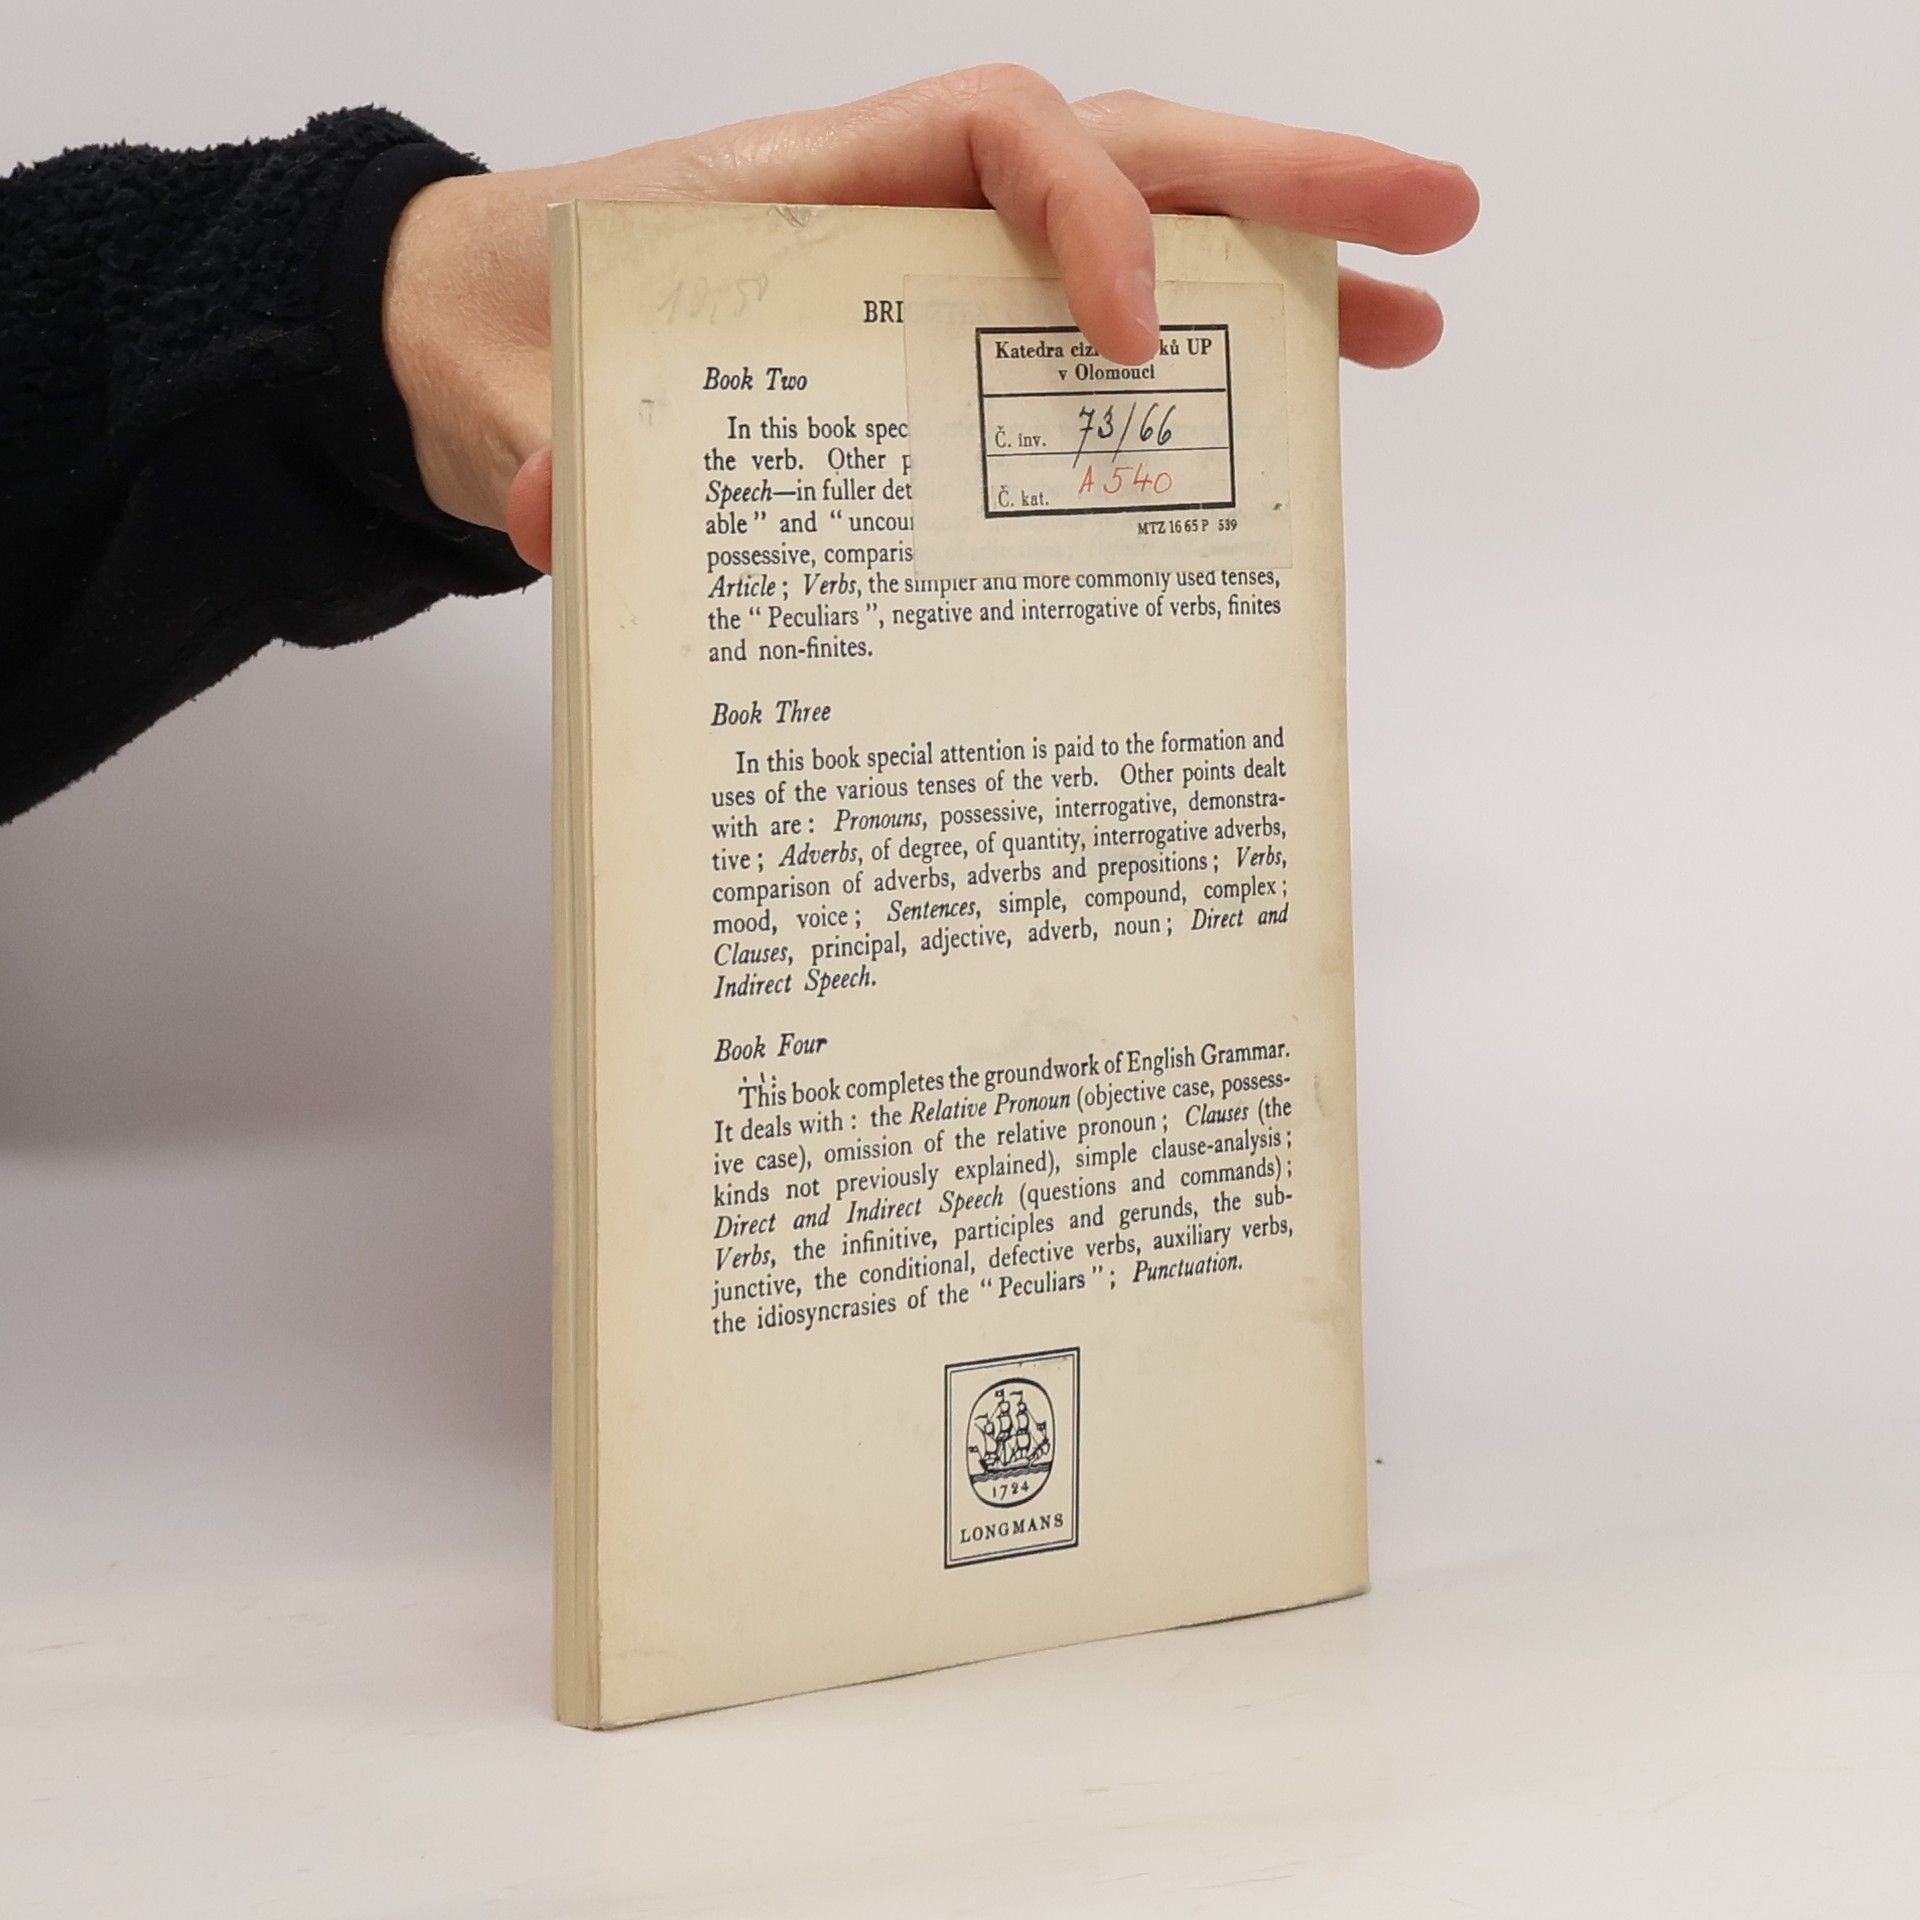 19,50
BRI
Katedra ciz ků UP
v Olomouci
Č. inv. 73/66
Č. kat. A 540
MTZ 16 65 P 539
Book Two
In this book spec
the verb. Other p
Speech—in fuller det
able" and "uncou
possessive, comparis
Article; Verbs, the simpler and more commonly used tenses,
the "Peculiars", negative and interrogative of verbs, finites
and non-finites.
Book Three
In this book special attention is paid to the formation and
uses of the various tenses of the verb. Other points dealt
with are: Pronouns, possessive, interrogative, demonstra-
tive; Adverbs, of degree, of quantity, interrogative adverbs,
comparison of adverbs, adverbs and prepositions; Verbs,
mood, voice; Sentences, simple, compound, complex;
Clauses, principal, adjective, adverb, noun; Direct and
Indirect Speech.
Book Four
This book completes the groundwork of English Grammar.
It deals with: the Relative Pronoun (objective case, possess-
ive case), omission of the relative pronoun; Clauses (the
kinds not previously explained), simple clause-analysis;
Direct and Indirect Speech (questions and commands);
Verbs, the infinitive, participles and gerunds, the sub-
junctive, the conditional, defective verbs, auxiliary verbs,
the idiosyncrasies of the "Peculiars"; Punctuation.
1724
LONGMANS